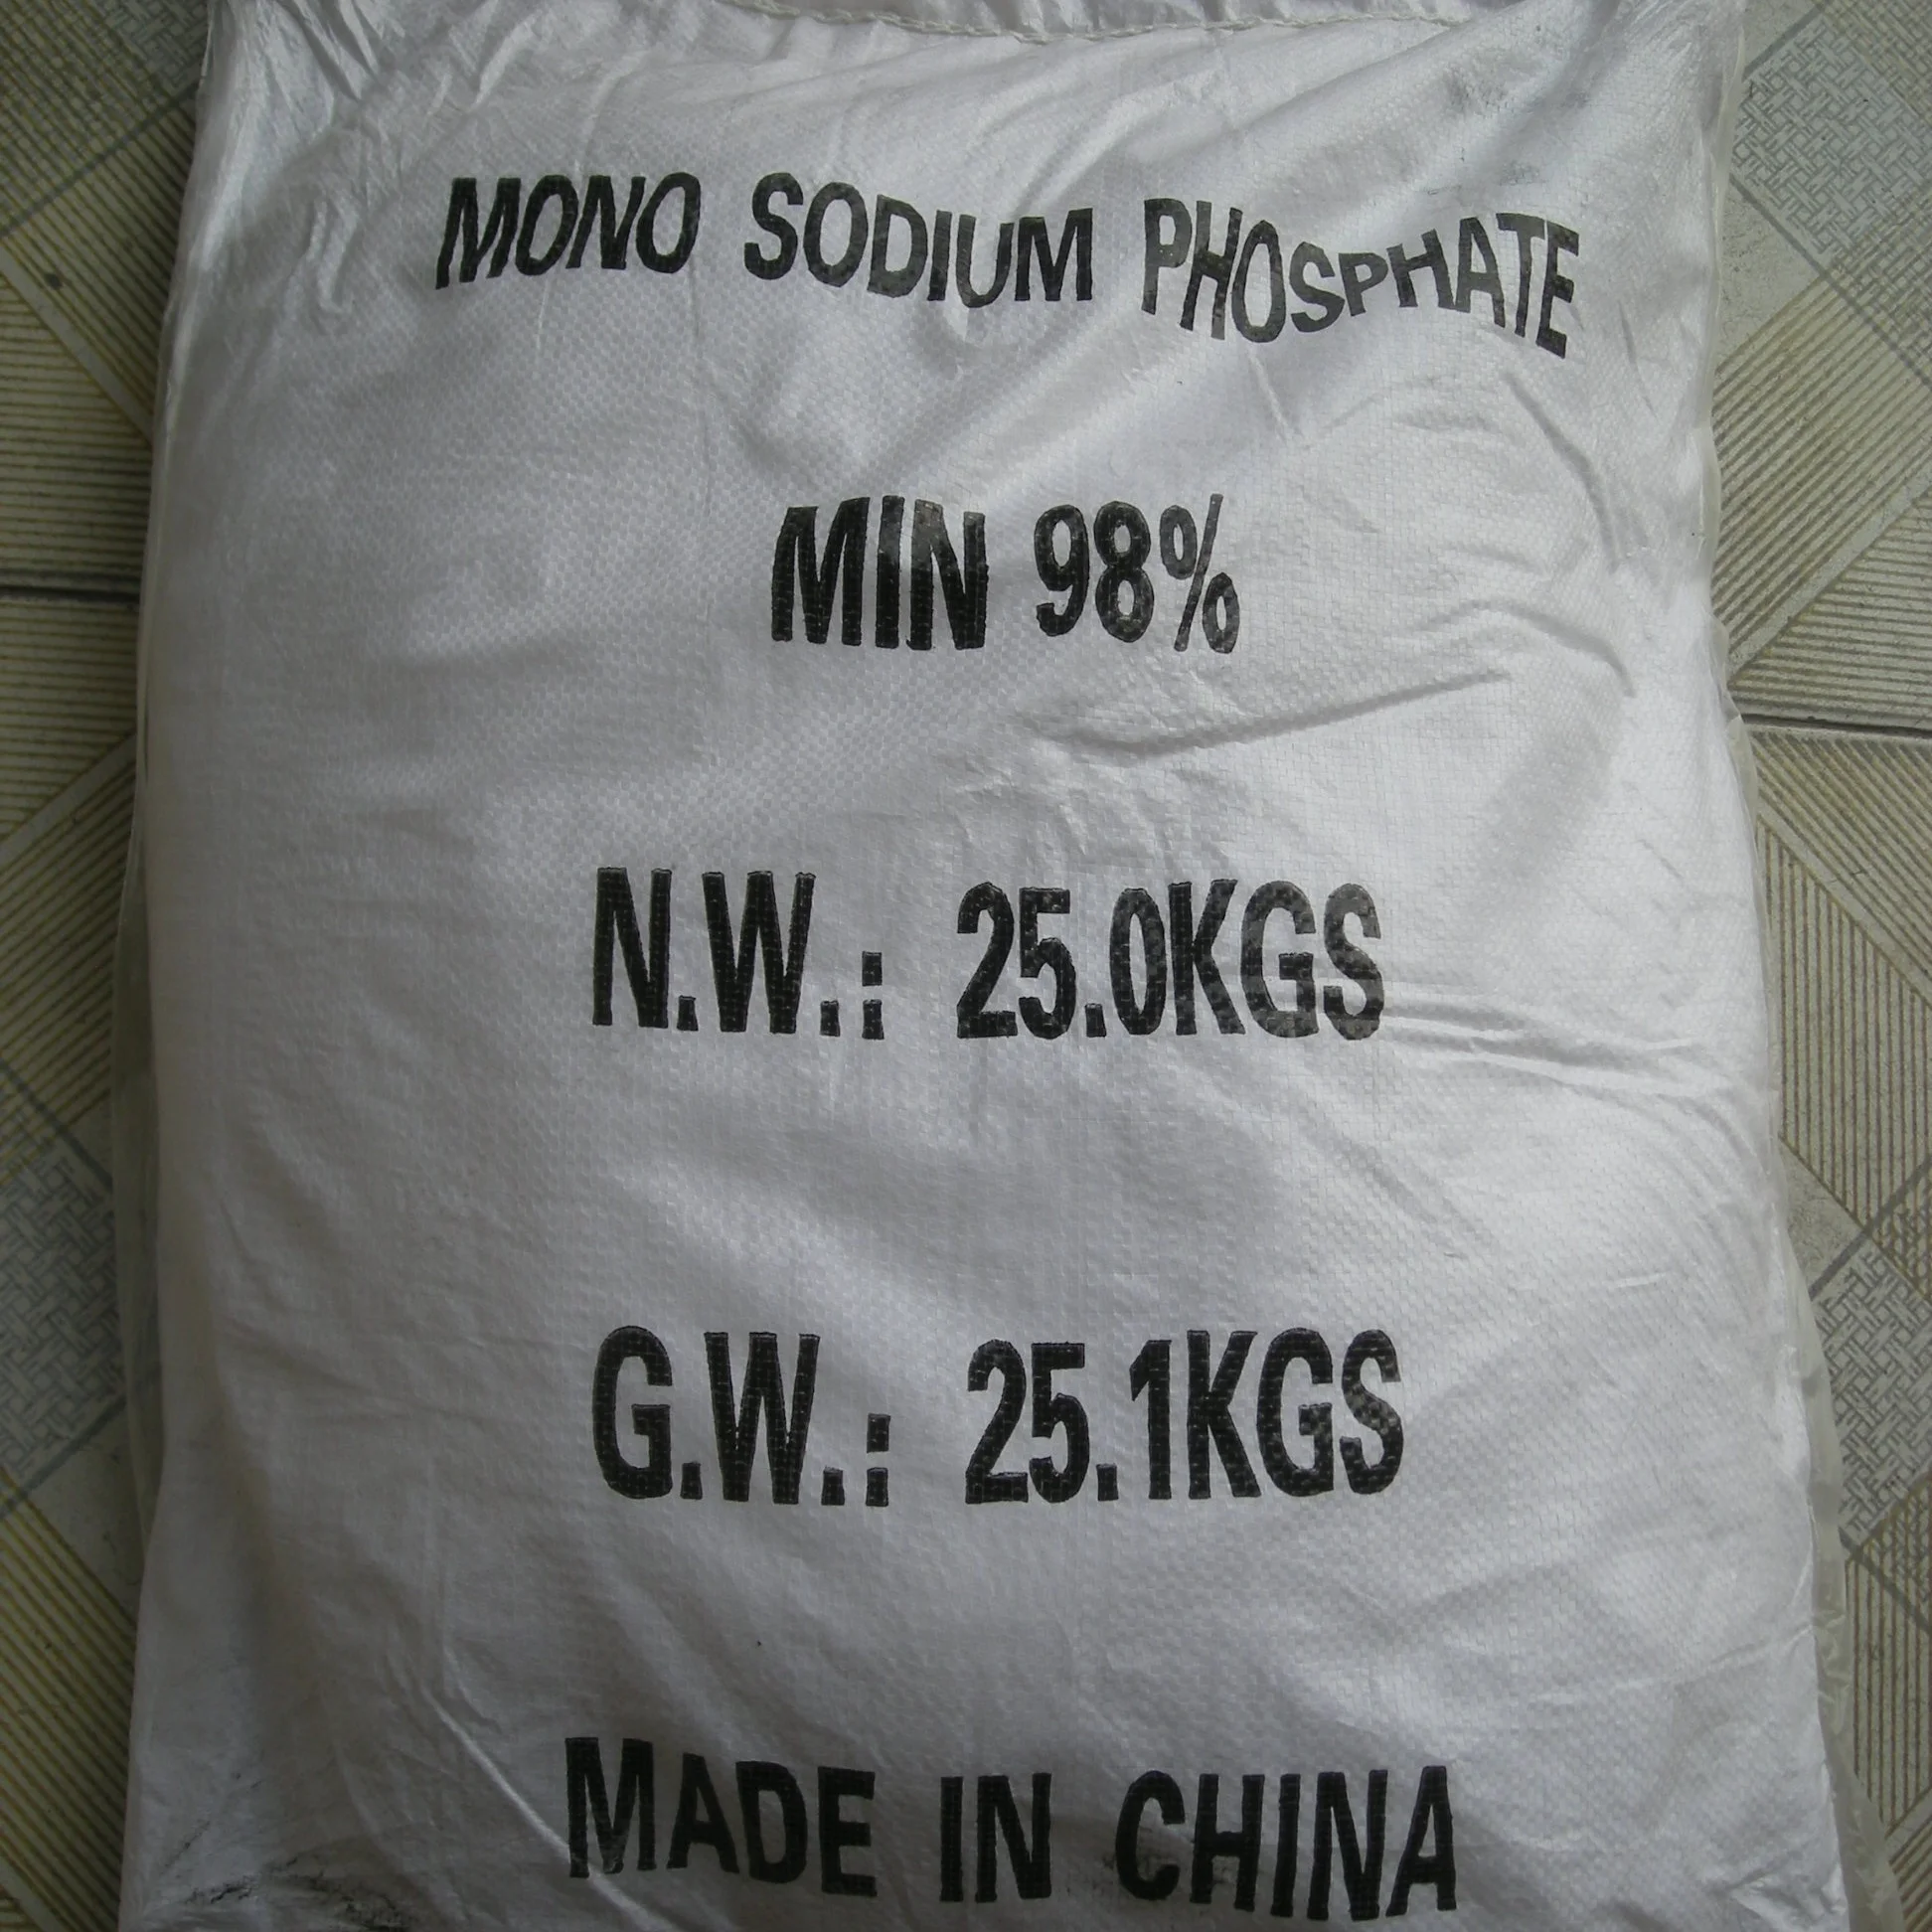 MONO SODIUM PHOSPHATE
MIN 98%
N.W.: 25.0KGS
G.W.: 25.1KGS
MADE IN CHINA